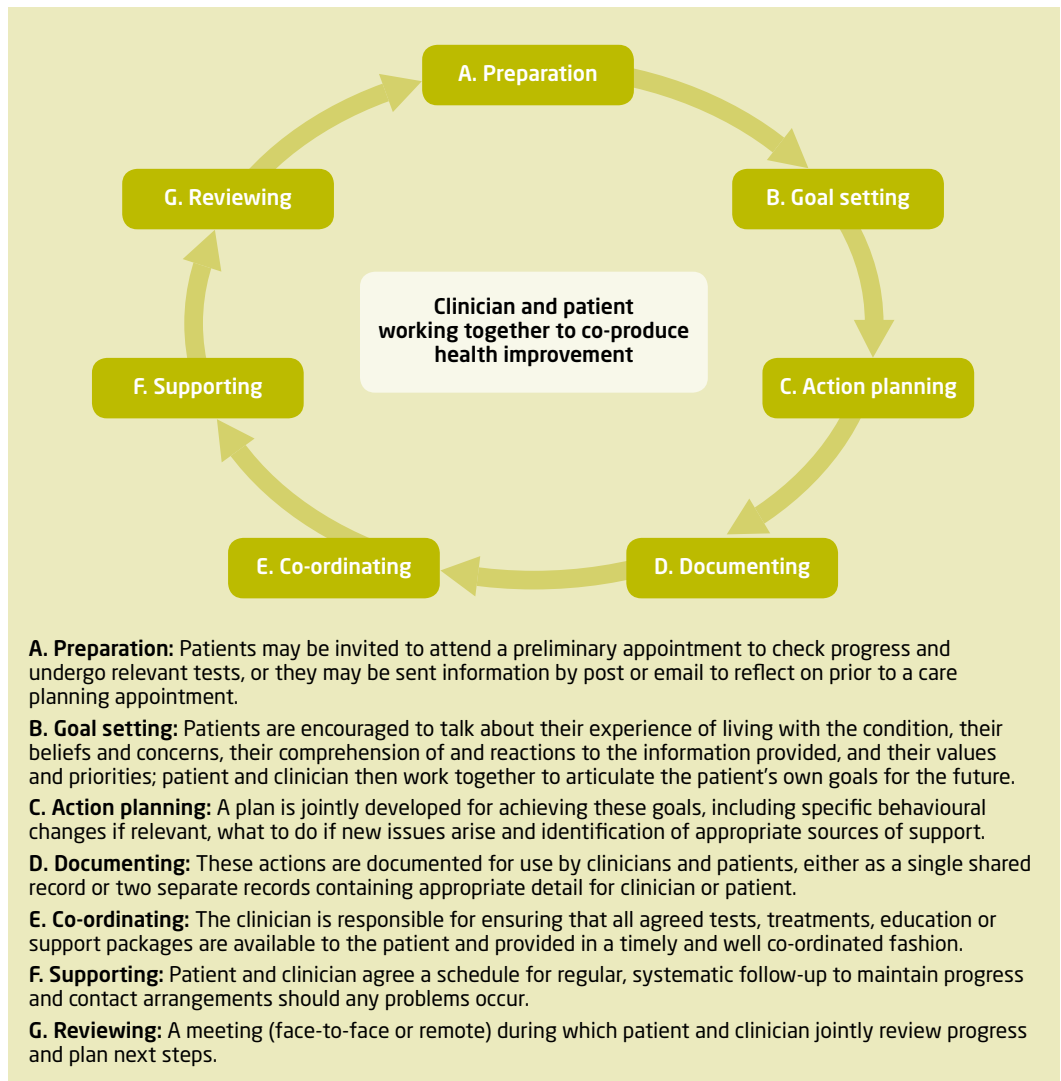 A. Preparation
G. Reviewing
B. Goal setting
Clinician and patient
working together to co-produce
health improvement
F. Supporting
C. Action planning
E. Co-ordinating
D. Documenting
A. Preparation: Patients may be invited to attend a preliminary appointment to check progress and
undergo relevant tests, or they may be sent information by post or email to reflect on prior to a care
planning appointment.
B. Goal setting: Patients are encouraged to talk about their experience of living with the condition, their
beliefs and concerns, their comprehension of and reactions to the information provided, and their values
and priorities; patient and clinician then work together to articulate the patient's own goals for the future.
C. Action planning: A plan is jointly developed for achieving these goals, including specific behavioural
changes if relevant, what to do if new issues arise and identification of appropriate sources of support.
D. Documenting: These actions are documented for use by clinicians and patients, either as a single shared
record or two separate records containing appropriate detail for clinician or patient.
E. Co-ordinating: The clinician is responsible for ensuring that all agreed tests, treatments, education or
support packages are available to the patient and provided in a timely and well co-ordinated fashion.
F. Supporting: Patient and clinician agree a schedule for regular, systematic follow-up to maintain progress
and contact arrangements should any problems occur.
G. Reviewing: A meeting (face-to-face or remote) during which patient and clinician jointly review progress
and plan next steps.